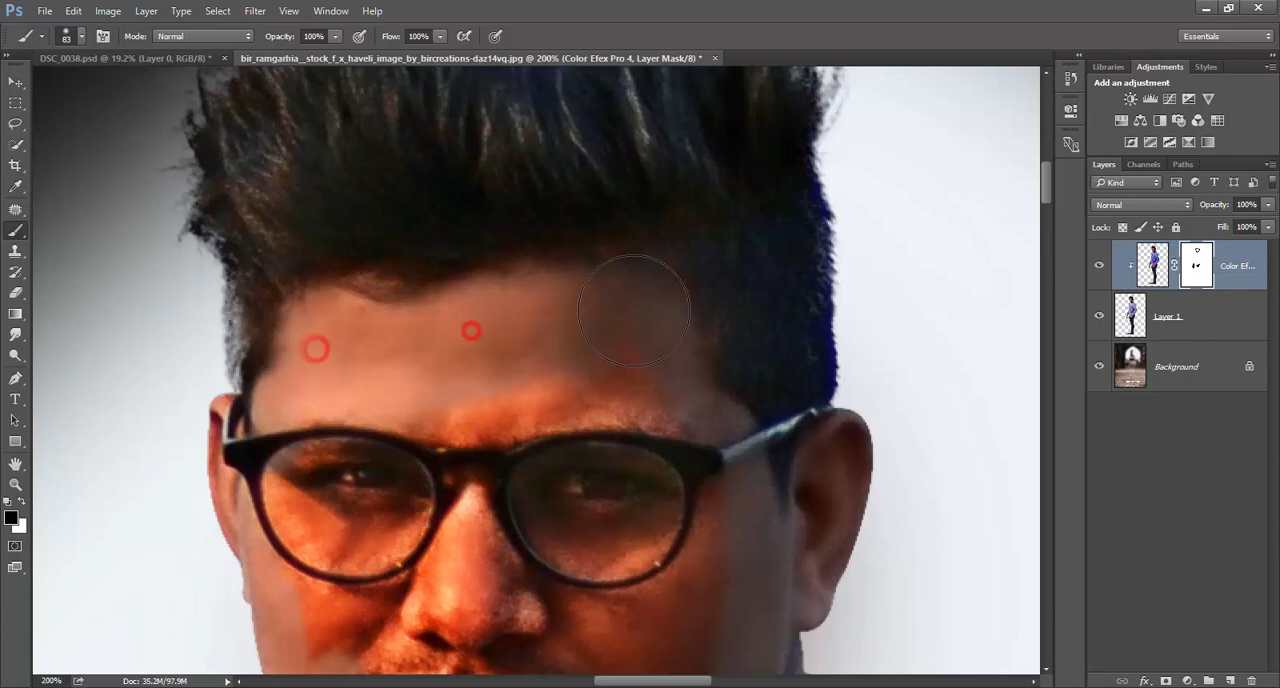 Ps File Edit Image Layer Type Select Filter View Window Help
83 Mode: Normal Opacity: 100% Flow: 100% Essentials
DSC_0038.psd @ 19.2% (Layer 0, RGB/8) * × bir_ramgarhia__stock_f_x_haveli_image_by_bircreations-daz14vq.jpg @ 200% (Color Efex Pro 4, Layer Mask/8) * ×
Libraries Adjustments Styles
Add an adjustment
Layers Channels Paths
Kind
Normal Opacity: 100%
Lock: Fill: 100%
Color Ef...
Layer 1
Background
200% Doc: 35.2M/97.9M